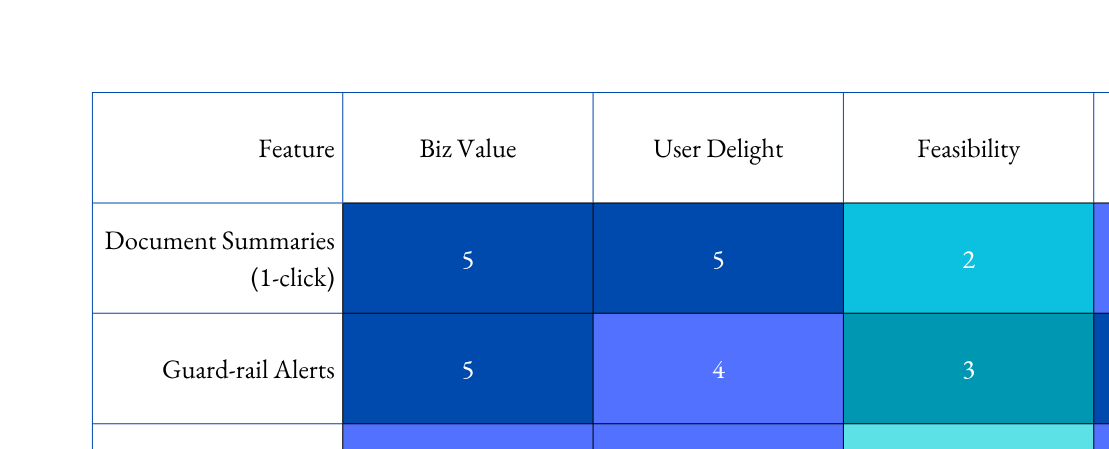 Feature Biz Value User Delight Feasibility
Document Summaries
(1-click) 5 5 2
Guard-rail Alerts 5 4 3